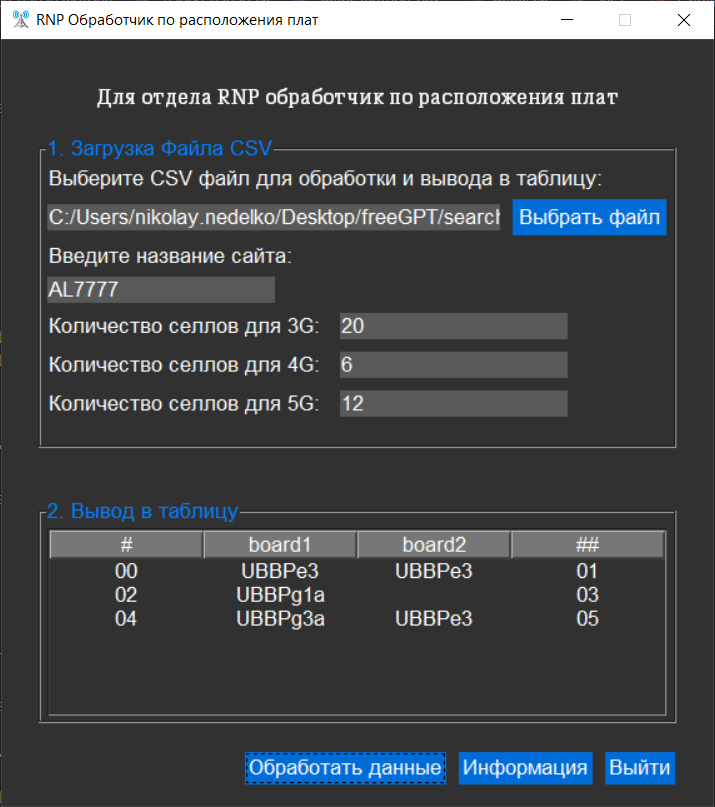 RNP Обработчик по расположения плат
Для отдела RNP обработчик по расположения плат
1. Загрузка Файла CSV
Выберите CSV файл для обработки и вывода в таблицу:
C:/Users/nikolay.nedelko/Desktop/freeGPT/search Выбрать файл
Введите название сайта:
AL7777
Количество селлов для 3G: 20
Количество селлов для 4G: 6
Количество селлов для 5G: 12
2. Вывод в таблицу
# board1 board2 ##
00 UBBPe3 UBBPe3 01
02 UBBPg1a 03
04 UBBPg3a UBBPe3 05
Обработать данные Информация Выйти